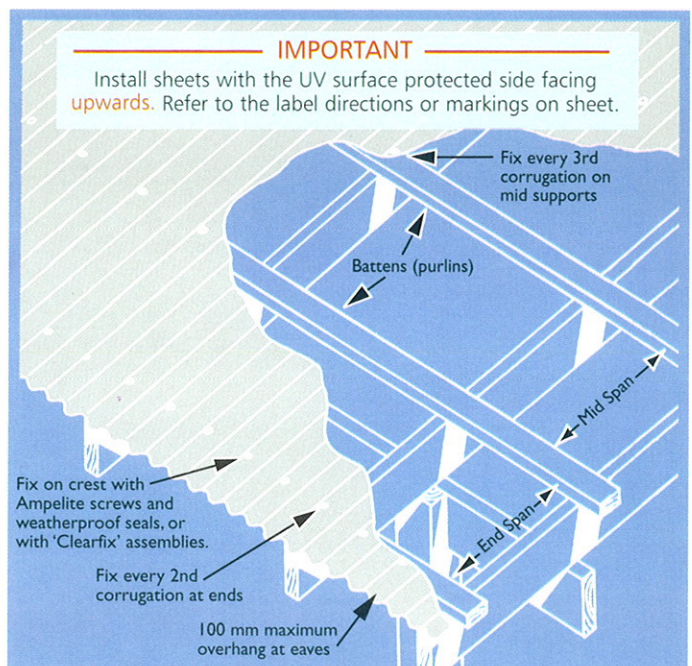 IMPORTANT
Install sheets with the UV surface protected side facing
upwards. Refer to the label directions or markings on sheet.
Fix every 3rd
corrugation on
mid supports
Battens (purlins)
Mid Span
End Span
Fix on crest with
Ampelite screws and
weatherproof seals, or
with ‘Clearfix’ assemblies.
Fix every 2nd
corrugation at ends
100 mm maximum
overhang at eaves